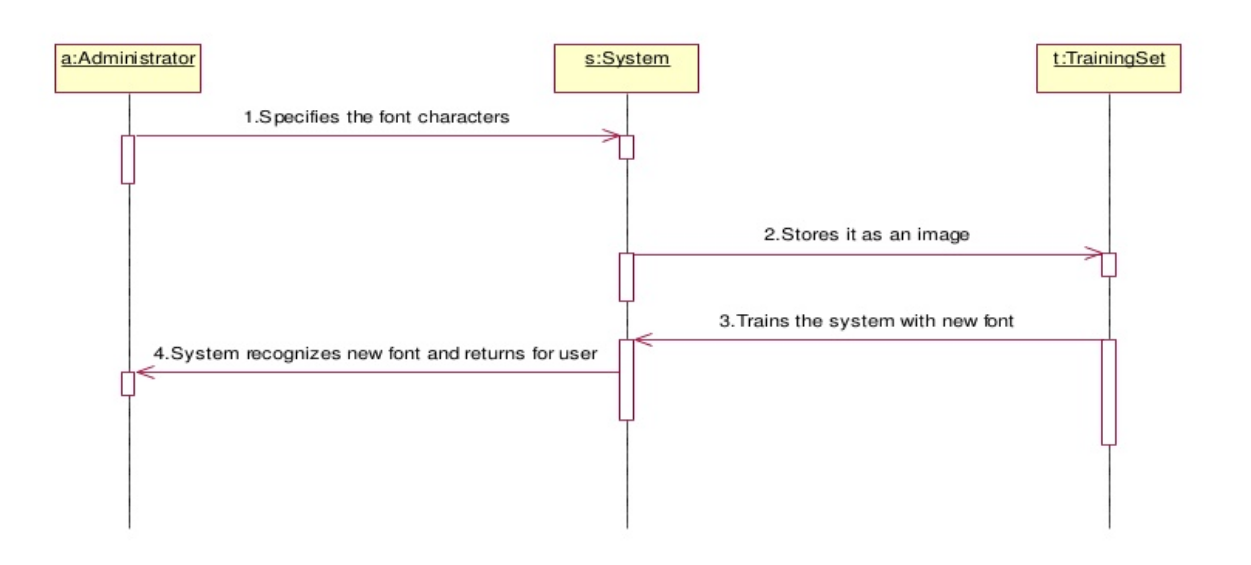 a:Administrator
s:System
t:TrainingSet
1.Specifies the font characters
2.Stores it as an image
3.Trains the system with new font
4.System recognizes new font and returns for user